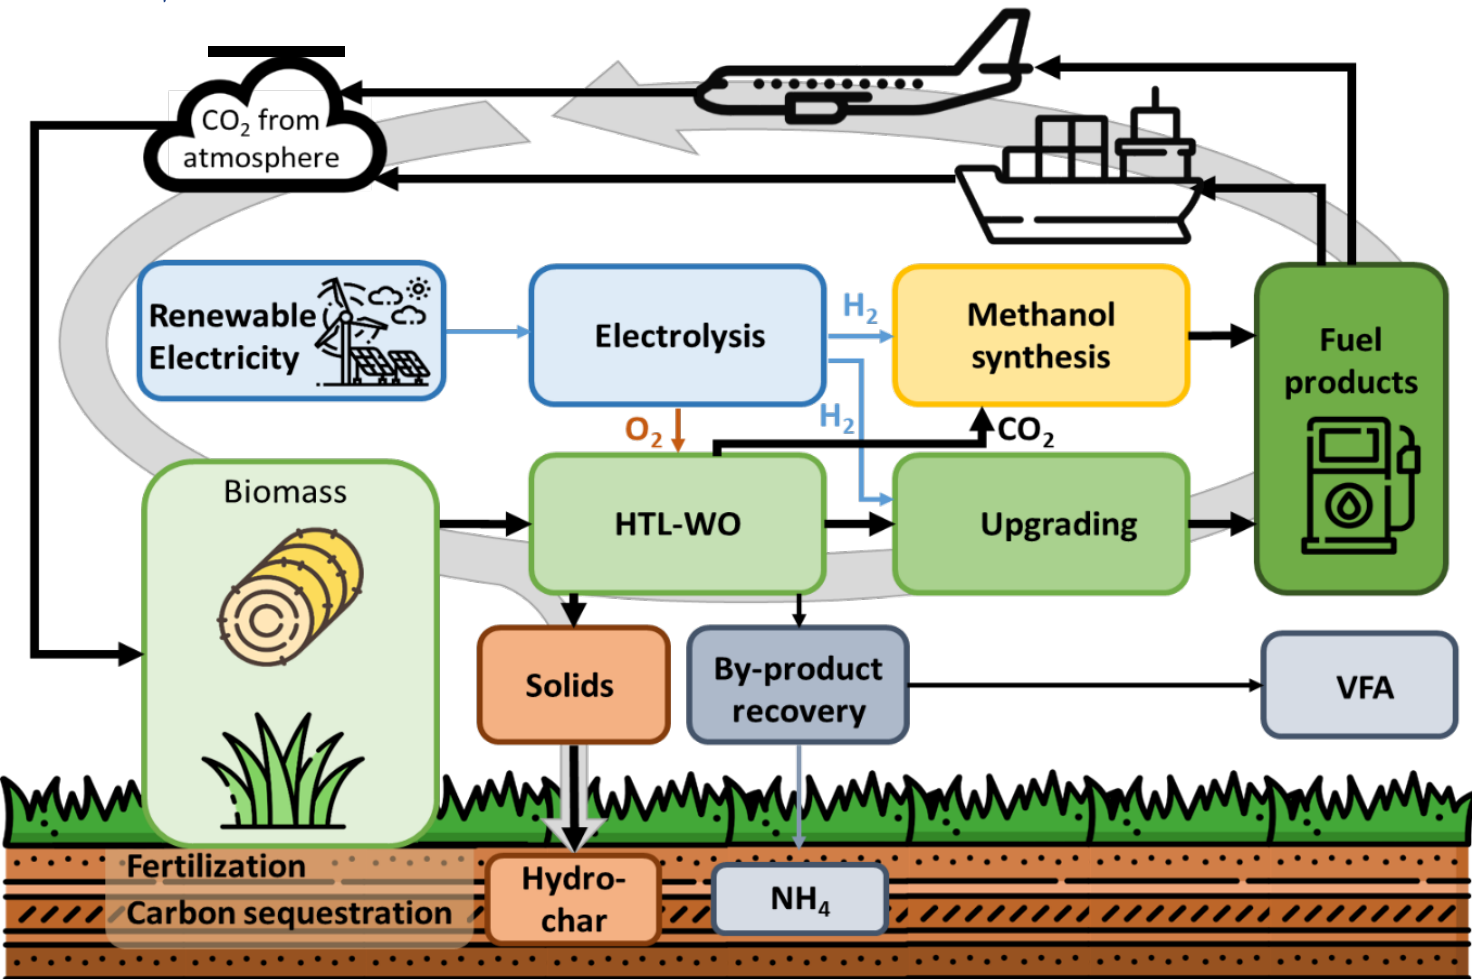 CO₂ from
atmosphere
Renewable
Electricity
Electrolysis
H₂
Methanol
synthesis
Fuel
products
O₂
H₂
CO₂
Biomass
HTL-WO
Upgrading
Solids
By-product
recovery
VFA
Fertilization
Carbon sequestration
Hydro-
char
NH₄